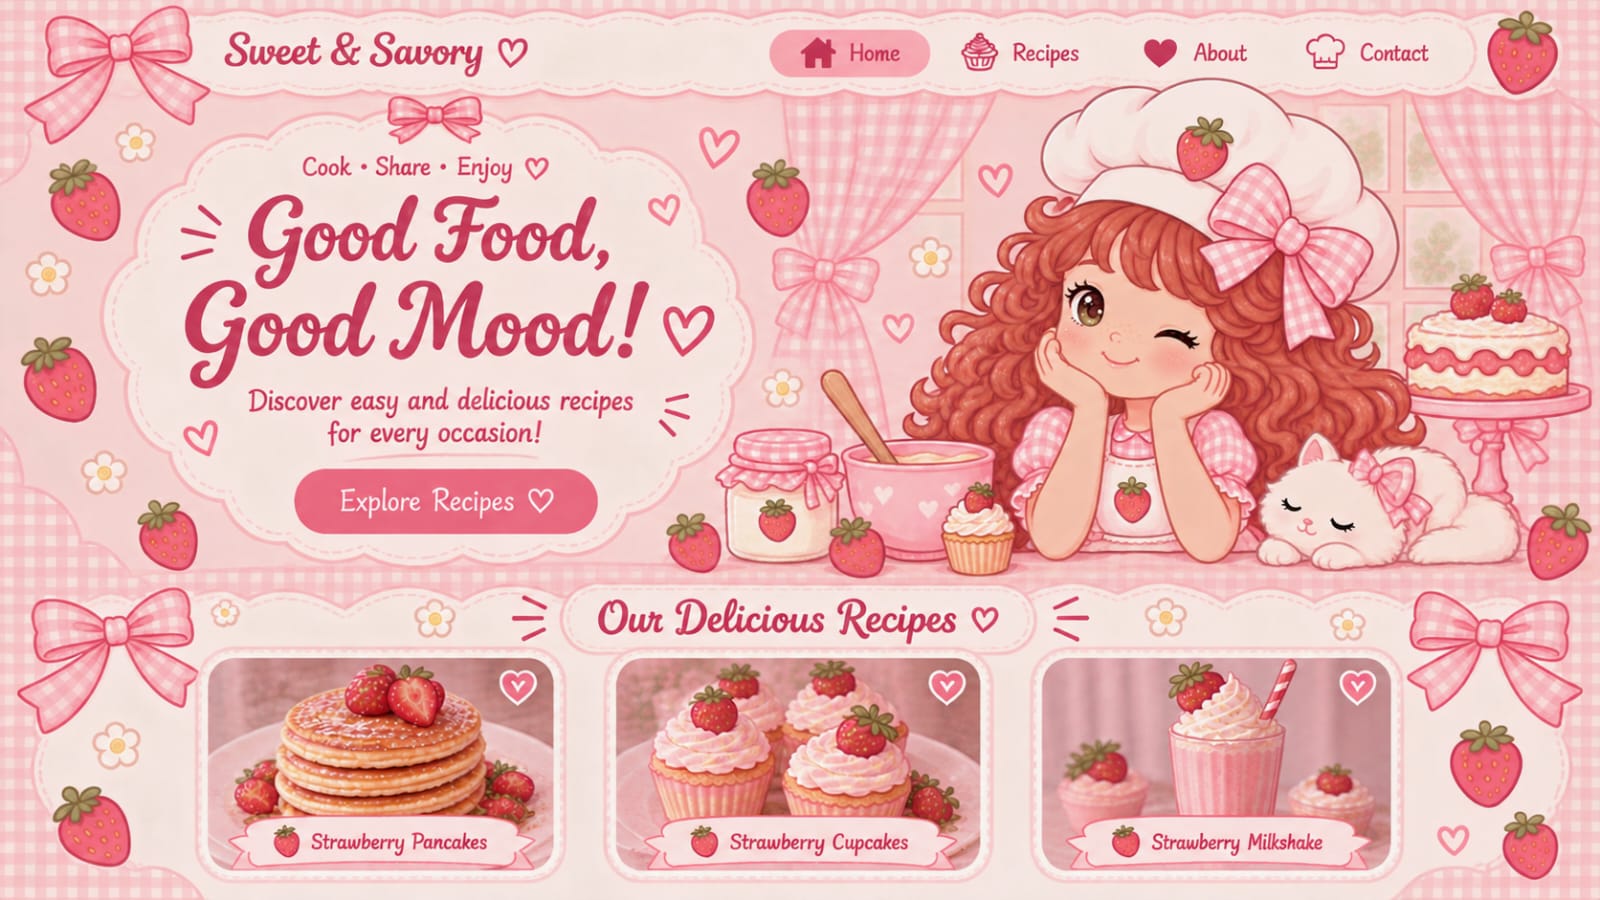 Sweet & Savory
Home
Recipes
About
Contact
Cook • Share • Enjoy
Good Food,
Good Mood!
Discover easy and delicious recipes
for every occasion!
Explore Recipes
Our Delicious Recipes
Strawberry Pancakes
Strawberry Cupcakes
Strawberry Milkshake